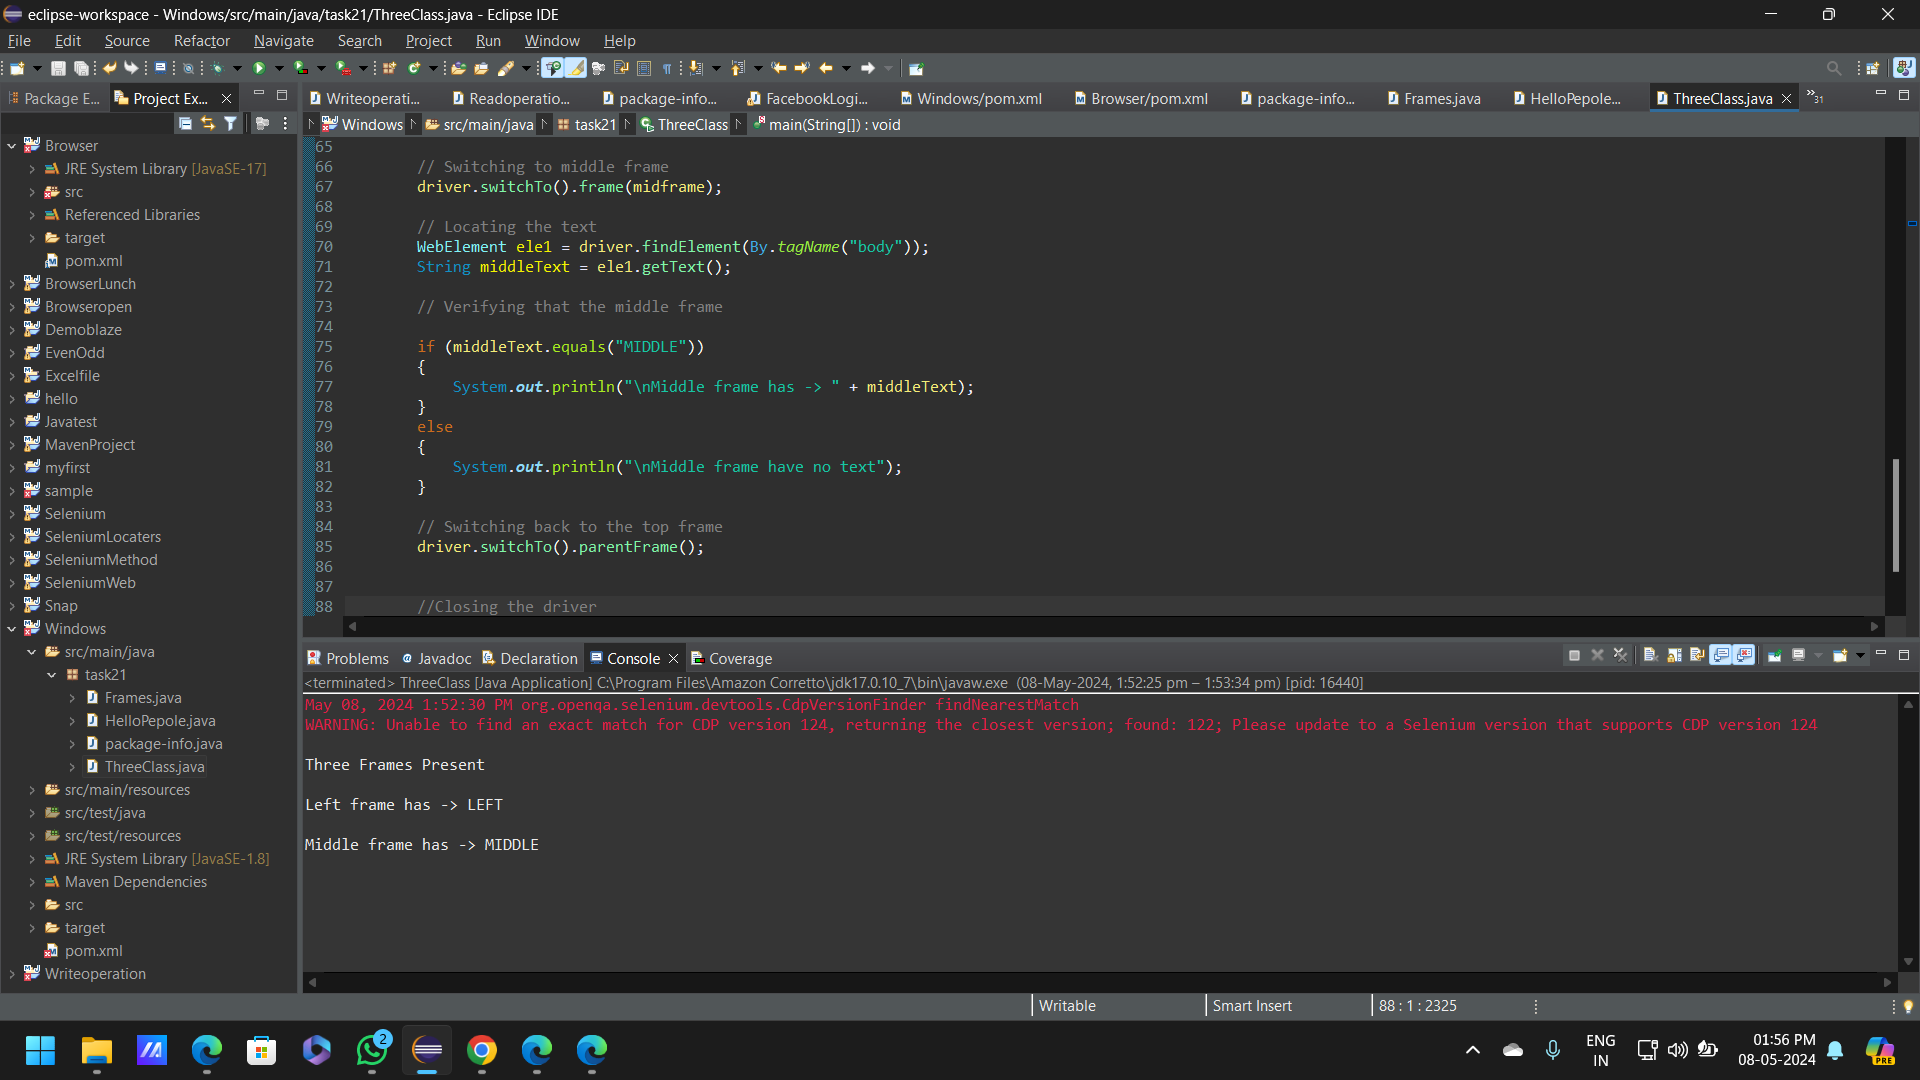 eclipse-workspace - Windows/src/main/java/task21/ThreeClass.java - Eclipse IDE
File Edit Source Refactor Navigate Search Project Run Window Help
Package E... Project Ex...
Writeoperati... Readoperatio... package-info... FacebookLogi... Windows/pom.xml Browser/pom.xml package-info... Frames.java HelloPepole... ThreeClass.java 31
Windows src/main/java task21 ThreeClass main(String[]) : void
Browser
JRE System Library [JavaSE-17]
src
Referenced Libraries
target
pom.xml
BrowserLunch
Browseropen
Demoblaze
EvenOdd
Excelfile
hello
Javatest
MavenProject
myfirst
sample
Selenium
SeleniumLocaters
SeleniumMethod
SeleniumWeb
Snap
Windows
src/main/java
task21
Frames.java
HelloPepole.java
package-info.java
ThreeClass.java
src/main/resources
src/test/java
src/test/resources
JRE System Library [JavaSE-1.8]
Maven Dependencies
src
target
pom.xml
Writeoperation
65
66 // Switching to middle frame
67 driver.switchTo().frame(midframe);
68
69 // Locating the text
70 WebElement ele1 = driver.findElement(By.tagName("body"));
71 String middleText = ele1.getText();
72
73 // Verifying that the middle frame
74
75 if (middleText.equals("MIDDLE"))
76 {
77 System.out.println("\nMiddle frame has -> " + middleText);
78 }
79 else
80 {
81 System.out.println("\nMiddle frame have no text");
82 }
83
84 // Switching back to the top frame
85 driver.switchTo().parentFrame();
86
87
88 //Closing the driver
Problems Javadoc Declaration Console Coverage
<terminated> ThreeClass [Java Application] C:\Program Files\Amazon Corretto\jdk17.0.10_7\bin\javaw.exe (08-May-2024, 1:52:25 pm – 1:53:34 pm) [pid: 16440]
May 08, 2024 1:52:30 PM org.openqa.selenium.devtools.CdpVersionFinder findNearestMatch
WARNING: Unable to find an exact match for CDP version 124, returning the closest version; found: 122; Please update to a Selenium version that supports CDP version 124
Three Frames Present
Left frame has -> LEFT
Middle frame has -> MIDDLE
Writable Smart Insert 88 : 1 : 2325
2
ENG
IN
01:56 PM
08-05-2024
PRE